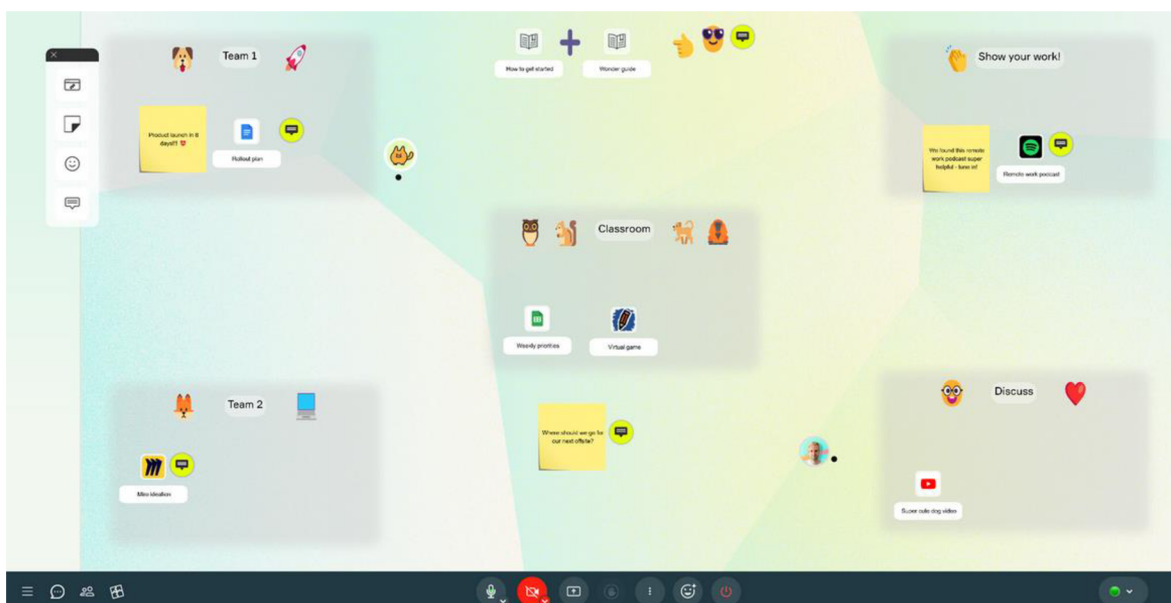 Team 1
Product launch in 8
days!!!
Rollout plan
How to get started
Wonder guide
Show your work!
We found this remote
work podcast super
helpful - tune in!
Remote work podcast
Classroom
Weekly priorities
Virtual game
Team 2
Miro ideation
Where should we go for
our next offsite?
Discuss
Super cute dog video